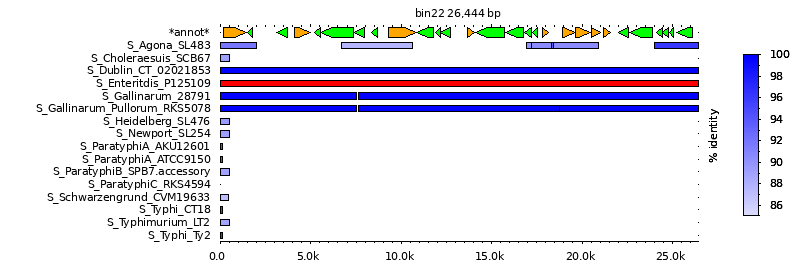 bin22 26,444 bp
*annot*
S_Agona_SL483
S_Choleraesuis_SCB67
S_Dublin_CT_02021853
S_Enteritdis_P125109
S_Gallinarum_28791
S_Gallinarum_Pullorum_RKS5078
S_Heidelberg_SL476
S_Newport_SL254
S_ParatyphiA_AKU12601
S_ParatyphiA_ATCC9150
S_ParatyphiB_SPB7.accessory
S_ParatyphiC_RKS4594
S_Schwarzengrund_CVM19633
S_Typhi_CT18
S_Typhimurium_LT2
S_Typhi_Ty2
0.0 5.0k 10.0k 15.0k 20.0k 25.0k
% identity
100
98
96
94
92
90
88
86